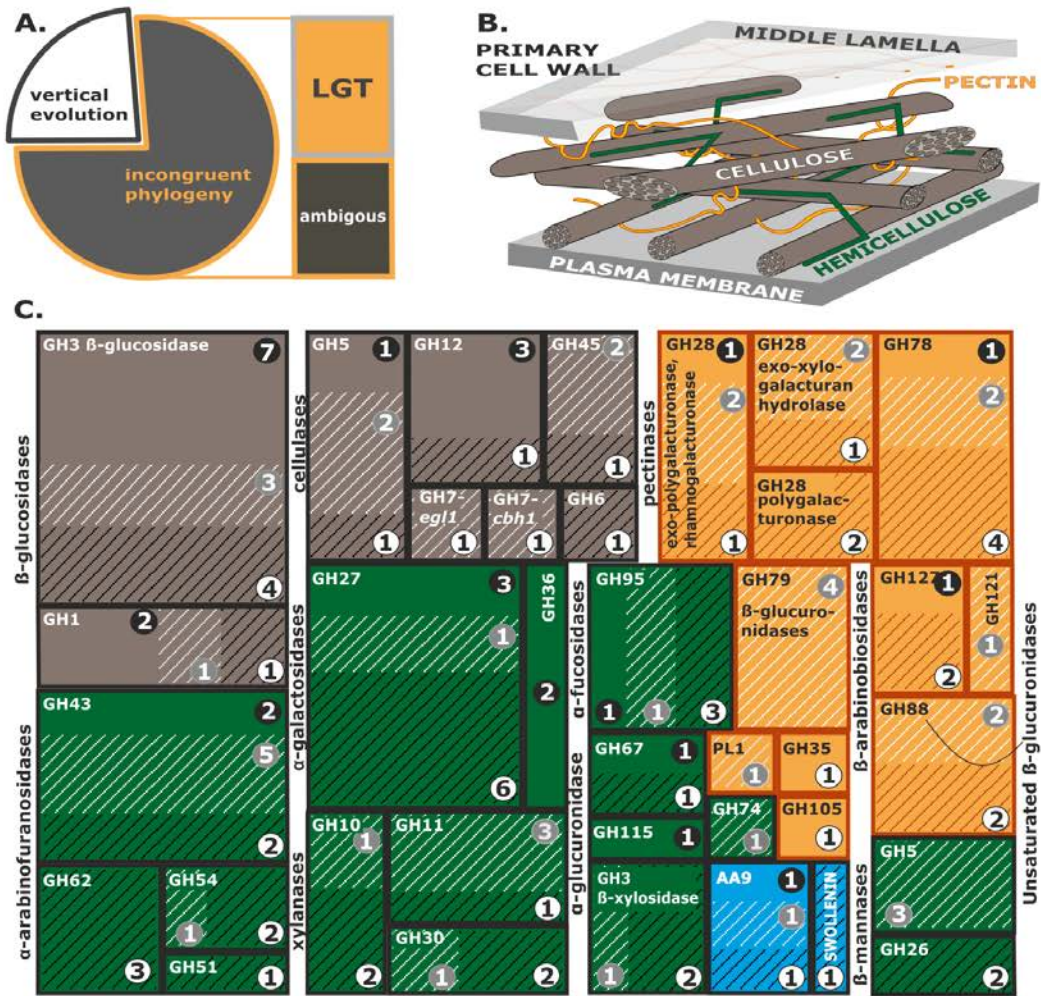 A.
vertical
evolution
incongruent
phylogeny
LGT
ambigous
B.
PRIMARY
CELL WALL
MIDDLE LAMELLA
PECTIN
CELLULOSE
HEMICELLULOSE
PLASMA MEMBRANE
C.
ß-glucosidases
GH3 ß-glucosidase 7
3
4
GH1 2
1
1
α-arabinofuranosidases
GH43 2
5
2
GH62
3
GH54
1
2
GH51
1
cellulases
GH5 1
2
1
GH12 3
1
GH45 2
1
GH7-
egl1
1
GH7-
cbh1
1
GH6
1
α-galactosidases
GH27 3
1
6
GH36
2
xylanases
GH10
1
2
GH11 3
1
GH30
1
2
pectinases
GH28 1
exo-polygalacturonase,
rhamnogalacturonase
2
1
GH28 2
exo-xylo-
galacturan
hydrolase
1
GH28
polygalac-
turonase
2
GH78 1
2
4
α-fucosidases
GH95
1
1
3
GH79 4
ß-glucuro-
nidases
ß-arabinobiosidases
GH127 1
2
GH121
1
GH88 2
2
Unsaturated ß-glucuronidases
α-glucuronidase
GH67 1
1
GH115 1
PL1
1
GH35
1
GH74
1
GH105
1
GH3
ß-xylosidase
1
2
AA9 1
1
1
SWOLLENIN
1
ß-mannases
GH5
3
GH26
2